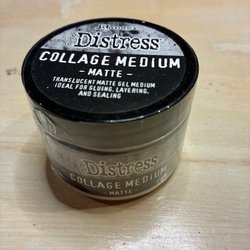 Distress
COLLAGE MEDIUM
- MATTE -
TRANSLUCENT MATTE GEL MEDIUM
IDEAL FOR GLUING, LAYERING,
AND SEALING
Distress
COLLAGE MEDIUM
MATTE